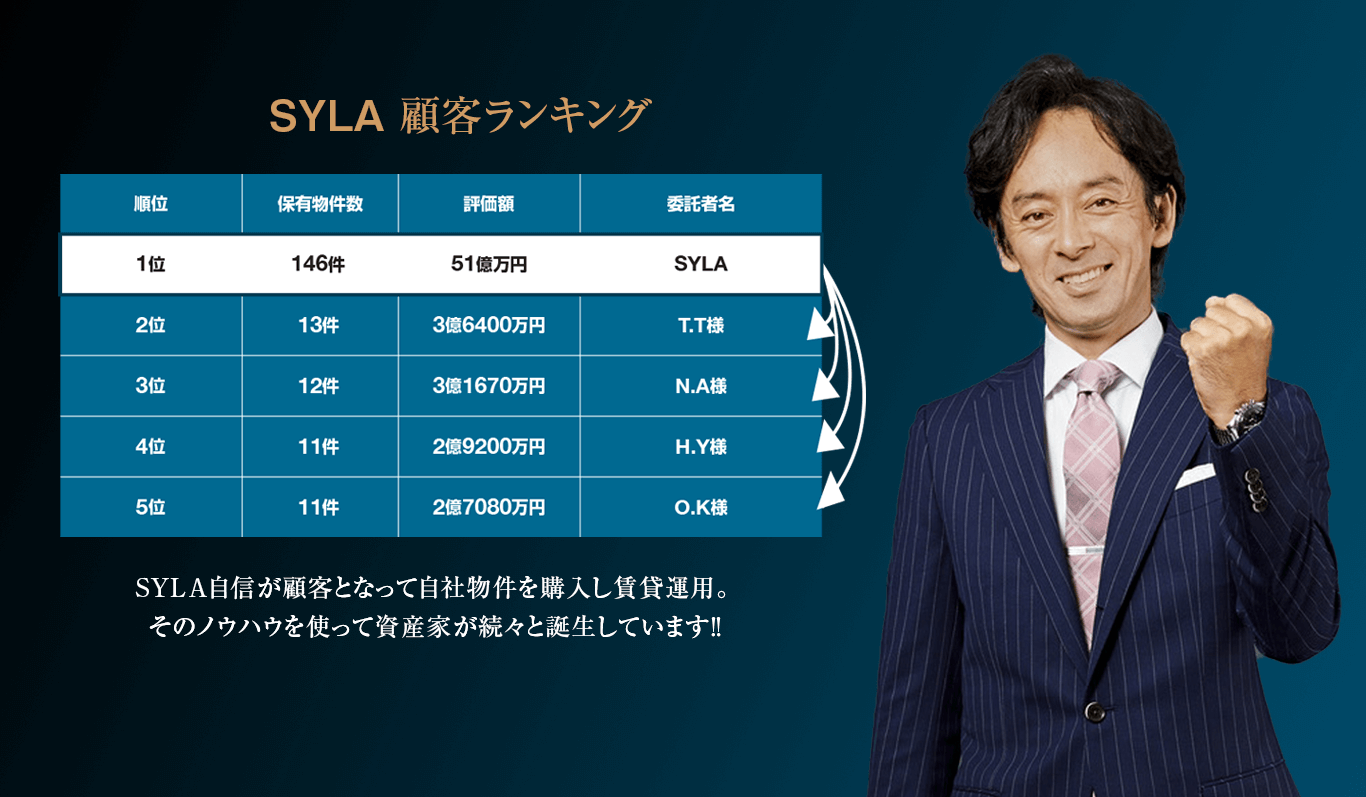 SYLA 顧客ランキング
順位 保有物件数 評価額 委託者名
1位 146件 51億万円 SYLA
2位 13件 3億6400万円 T.T様
3位 12件 3億1670万円 N.A様
4位 11件 2億9200万円 H.Y様
5位 11件 2億7080万円 O.K様
SYLA自信が顧客となって自社物件を購入し賃貸運用。
そのノウハウを使って資産家が続々と誕生しています!!